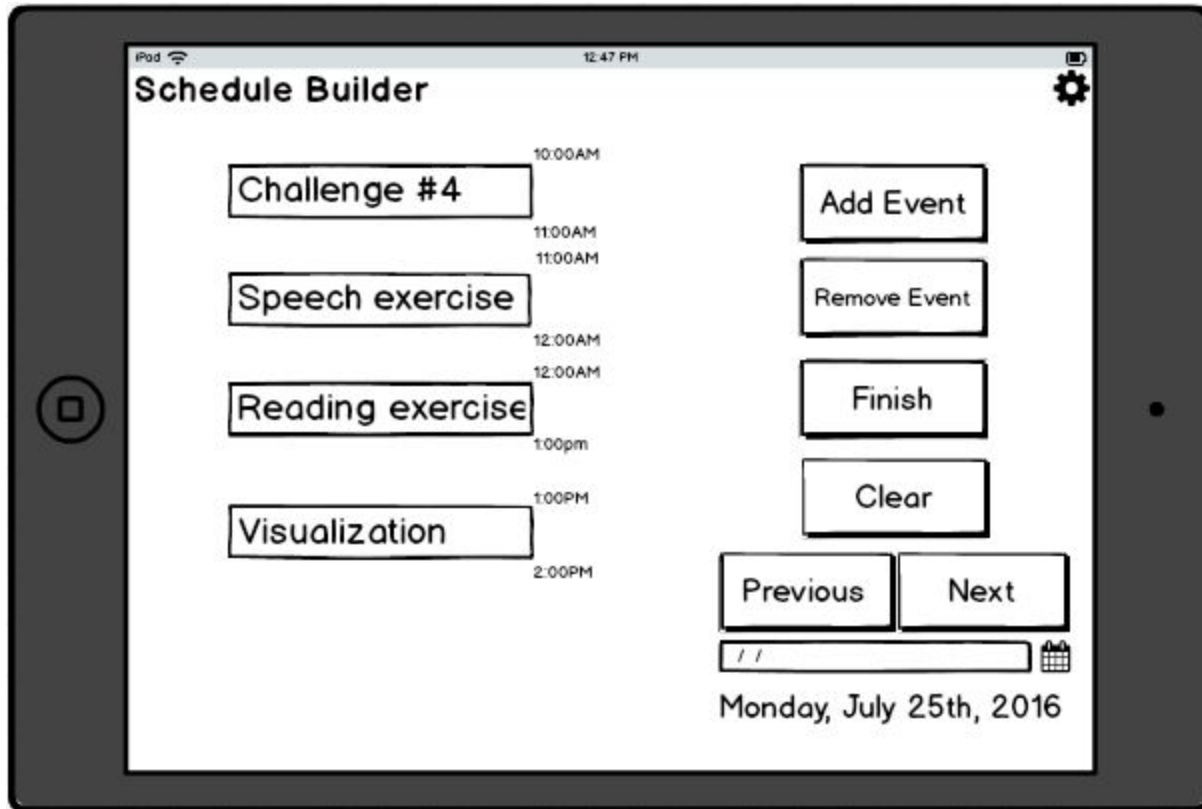 iPod 12:47 PM
Schedule Builder
10:00AM
Challenge #4
11:00AM
11:00AM
Speech exercise
12:00AM
12:00AM
Reading exercise
1:00pm
1:00PM
Visualization
2:00PM
Add Event
Remove Event
Finish
Clear
Previous Next
/ /
Monday, July 25th, 2016